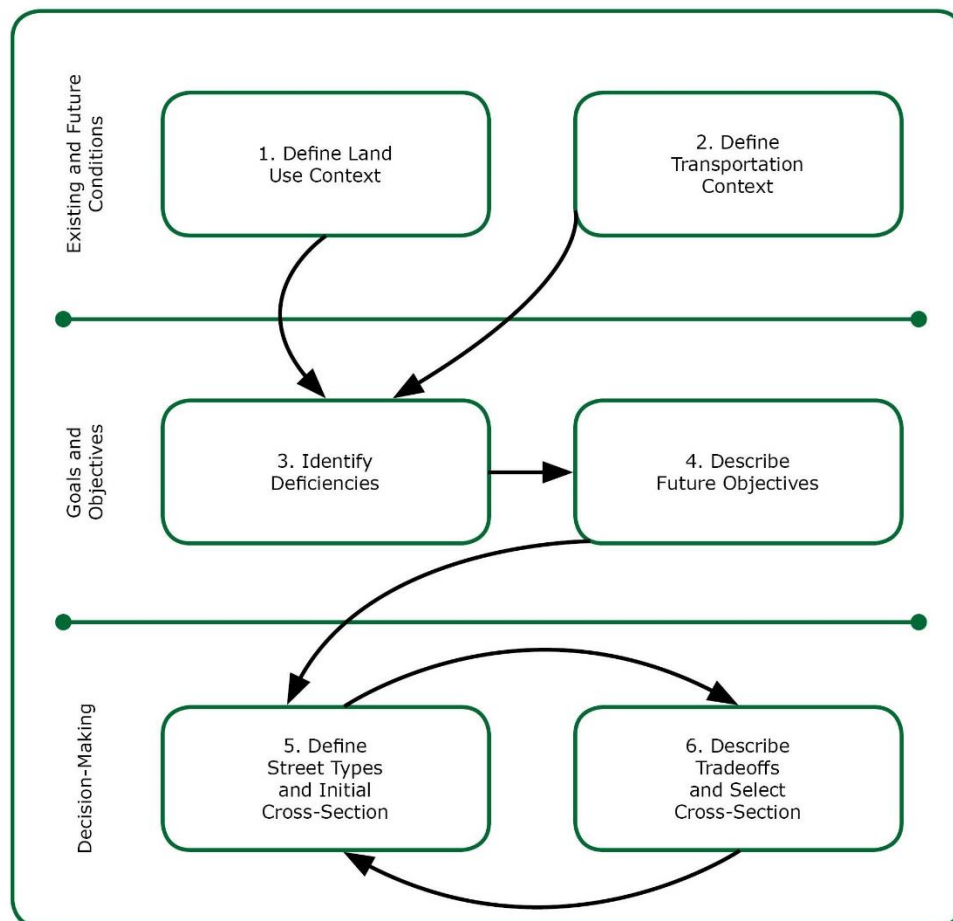 Existing and Future
Conditions
1. Define Land
Use Context
2. Define
Transportation
Context
Goals and
Objectives
3. Identify
Deficiencies
4. Describe
Future Objectives
Decision-Making
5. Define
Street Types
and Initial
Cross-Section
6. Describe
Tradeoffs
and Select
Cross-Section